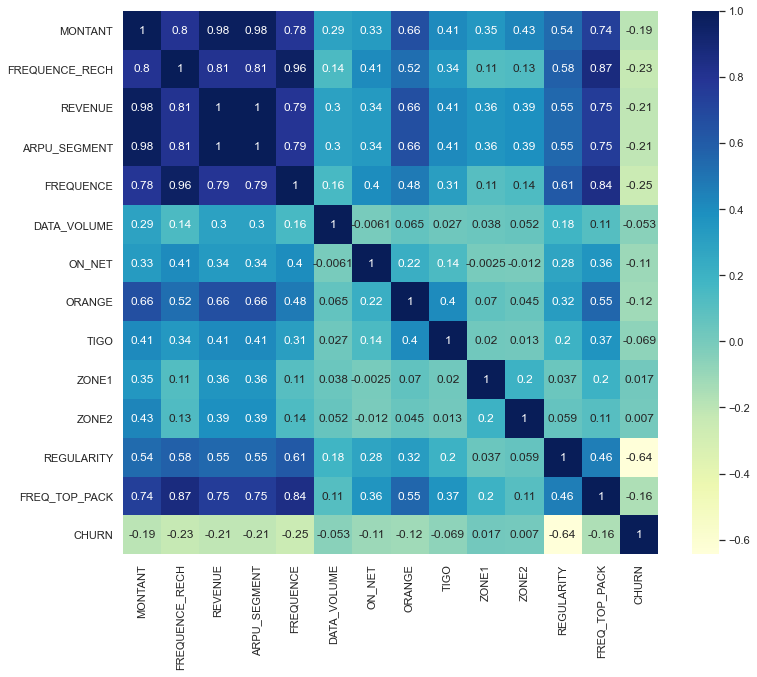 MONTANT 1 0.8 0.98 0.98 0.78 0.29 0.33 0.66 0.41 0.35 0.43 0.54 0.74 -0.19
FREQUENCE_RECH 0.8 1 0.81 0.81 0.96 0.14 0.41 0.52 0.34 0.11 0.13 0.58 0.87 -0.23
REVENUE 0.98 0.81 1 1 0.79 0.3 0.34 0.66 0.41 0.36 0.39 0.55 0.75 -0.21
ARPU_SEGMENT 0.98 0.81 1 1 0.79 0.3 0.34 0.66 0.41 0.36 0.39 0.55 0.75 -0.21
FREQUENCE 0.78 0.96 0.79 0.79 1 0.16 0.4 0.48 0.31 0.11 0.14 0.61 0.84 -0.25
DATA_VOLUME 0.29 0.14 0.3 0.3 0.16 1 -0.0061 0.065 0.027 0.038 0.052 0.18 0.11 -0.053
ON_NET 0.33 0.41 0.34 0.34 0.4 -0.0061 1 0.22 0.14 -0.0025 -0.012 0.28 0.36 -0.11
ORANGE 0.66 0.52 0.66 0.66 0.48 0.065 0.22 1 0.4 0.07 0.045 0.32 0.55 -0.12
TIGO 0.41 0.34 0.41 0.41 0.31 0.027 0.14 0.4 1 0.02 0.013 0.2 0.37 -0.069
ZONE1 0.35 0.11 0.36 0.36 0.11 0.038 -0.0025 0.07 0.02 1 0.2 0.037 0.2 0.017
ZONE2 0.43 0.13 0.39 0.39 0.14 0.052 -0.012 0.045 0.013 0.2 1 0.059 0.11 0.007
REGULARITY 0.54 0.58 0.55 0.55 0.61 0.18 0.28 0.32 0.2 0.037 0.059 1 0.46 -0.64
FREQ_TOP_PACK 0.74 0.87 0.75 0.75 0.84 0.11 0.36 0.55 0.37 0.2 0.11 0.46 1 -0.16
CHURN -0.19 -0.23 -0.21 -0.21 -0.25 -0.053 -0.11 -0.12 -0.069 0.017 0.007 -0.64 -0.16 1
MONTANT
FREQUENCE_RECH
REVENUE
ARPU_SEGMENT
FREQUENCE
DATA_VOLUME
ON_NET
ORANGE
TIGO
ZONE1
ZONE2
REGULARITY
FREQ_TOP_PACK
CHURN
1.0
0.8
0.6
0.4
0.2
0.0
−0.2
−0.4
−0.6